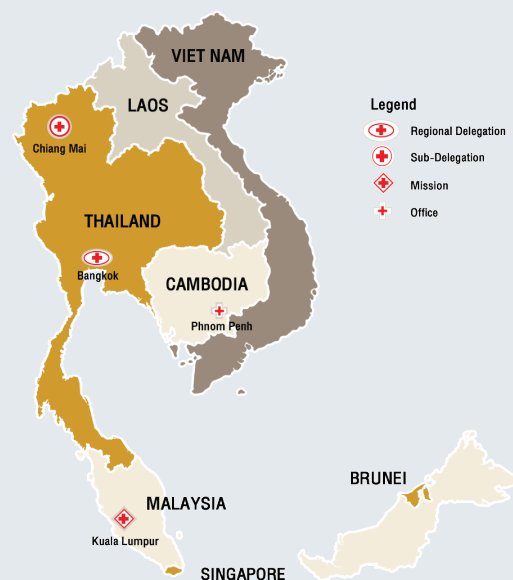 VIET NAM
LAOS
Legend
Regional Delegation
Chiang Mai
Sub-Delegation
Mission
THAILAND
Office
Bangkok
CAMBODIA
Phnom Penh
BRUNEI
MALAYSIA
Kuala Lumpur
SINGAPORE